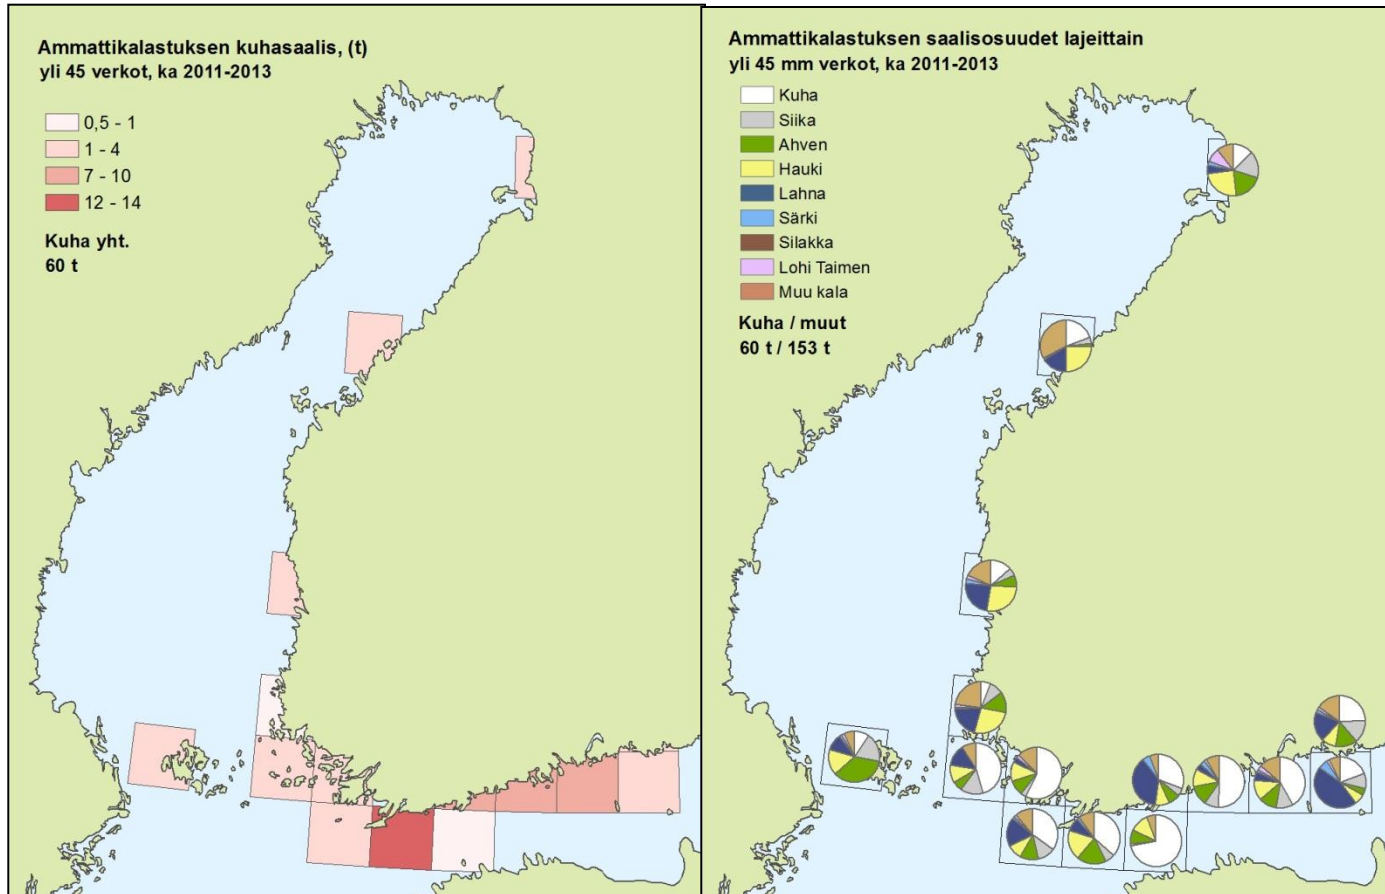 Ammattikalastuksen kuhasaalis, (t)
yli 45 verkot, ka 2011-2013
0,5 - 1
1 - 4
7 - 10
12 - 14
Kuha yht.
60 t
Ammattikalastuksen saalisosuudet lajeittain
yli 45 mm verkot, ka 2011-2013
Kuha
Siika
Ahven
Hauki
Lahna
Särki
Silakka
Lohi Taimen
Muu kala
Kuha / muut
60 t / 153 t